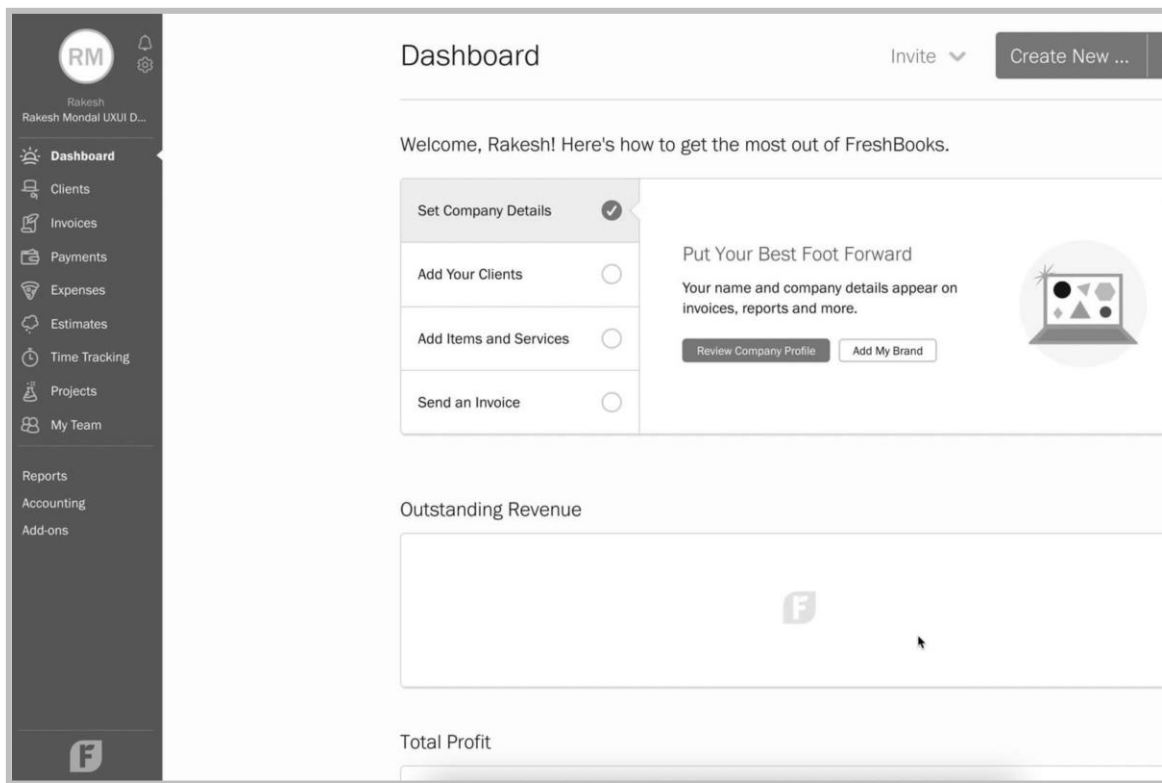 RM
Rakesh
Rakesh Mondal UXUI D...
Dashboard
Clients
Invoices
Payments
Expenses
Estimates
Time Tracking
Projects
My Team
Reports
Accounting
Add-ons
F
Dashboard
Invite
Create New ...
Welcome, Rakesh! Here's how to get the most out of FreshBooks.
Set Company Details
Add Your Clients
Add Items and Services
Send an Invoice
Put Your Best Foot Forward
Your name and company details appear on
invoices, reports and more.
Review Company Profile
Add My Brand
Outstanding Revenue
F
Total Profit